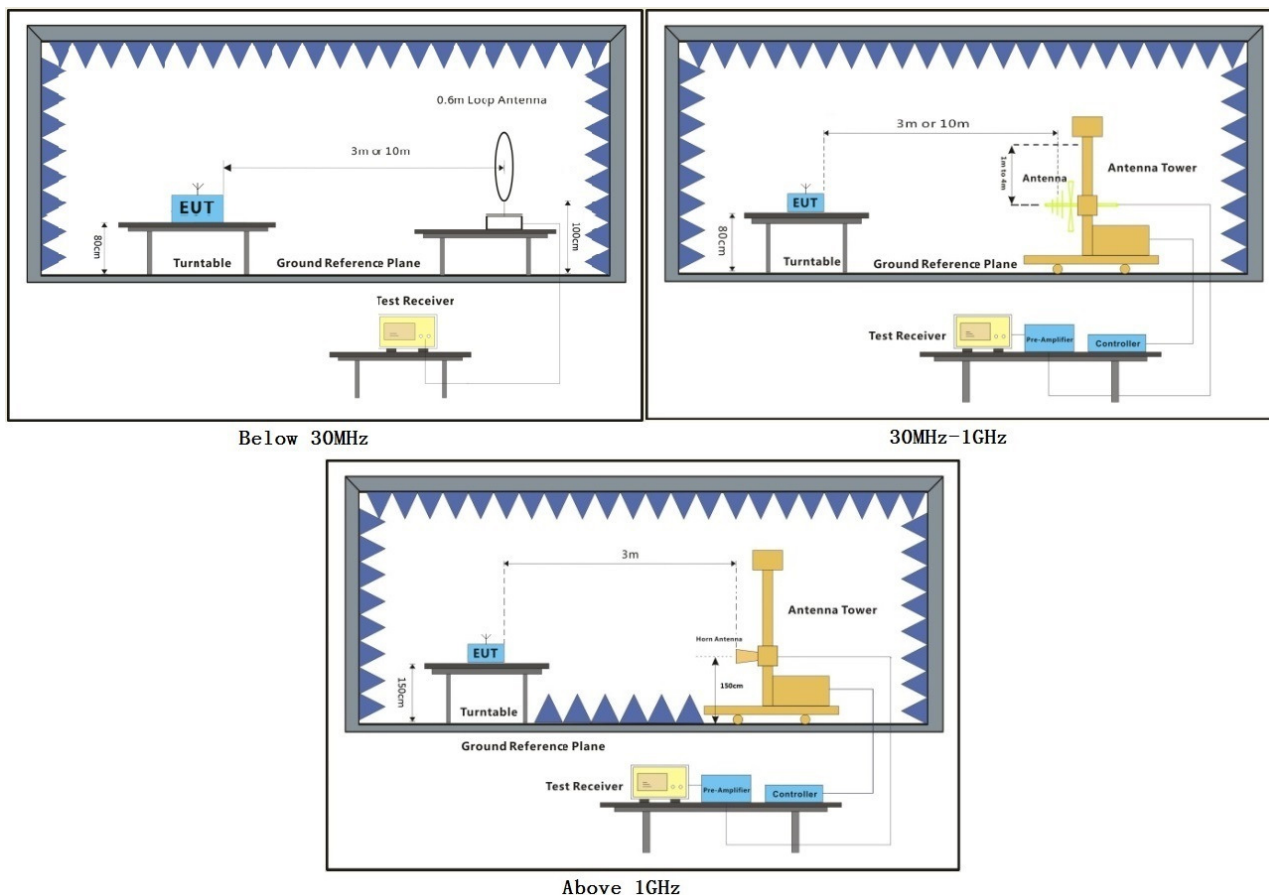 0.6m Loop Antenna
3m or 10m
EUT
80cm
100cm
Turntable
Ground Reference Plane
Test Receiver
Below 30MHz
3m or 10m
1m to 4m
Antenna
Antenna Tower
EUT
80cm
Turntable
Ground Reference Plane
Test Receiver
Pre-Amplifier
Controller
30MHz-1GHz
3m
Antenna Tower
Horn Antenna
EUT
150cm
150cm
Turntable
Ground Reference Plane
Test Receiver
Pre-Amplifier
Controller
Above 1GHz